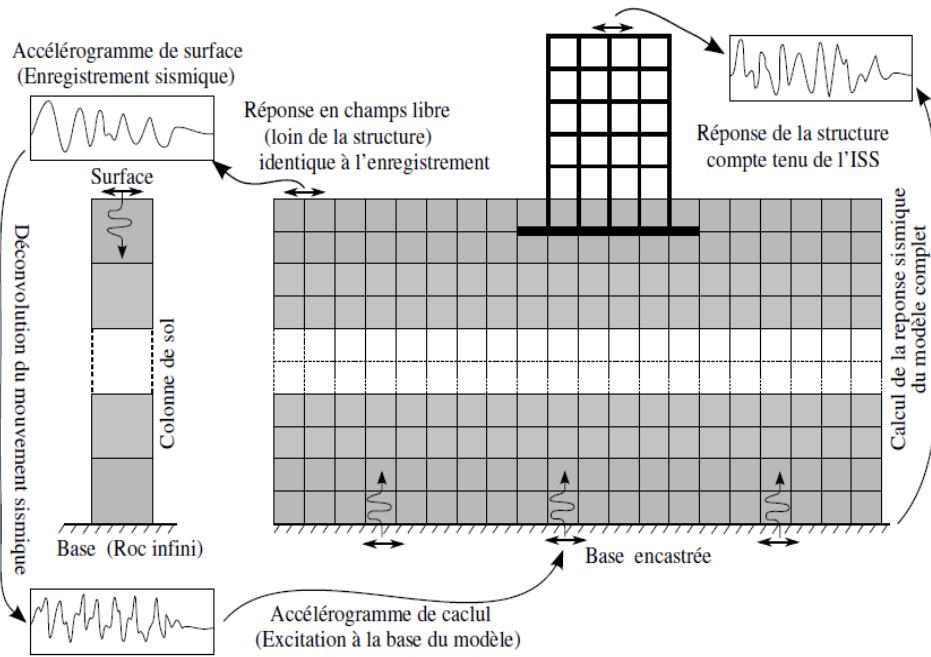 Accélérogramme de surface
(Enregistrement sismique)
Réponse en champs libre
(loin de la structure)
identique à l'enregistrement
Réponse de la structure
compte tenu de l'ISS
Surface
Déconvolution du mouvement sismique
Colonne de sol
Calcul de la reponse sismique
du modèle complet
Base (Roc infini)
Base encastrée
Accélérogramme de caclul
(Excitation à la base du modèle)